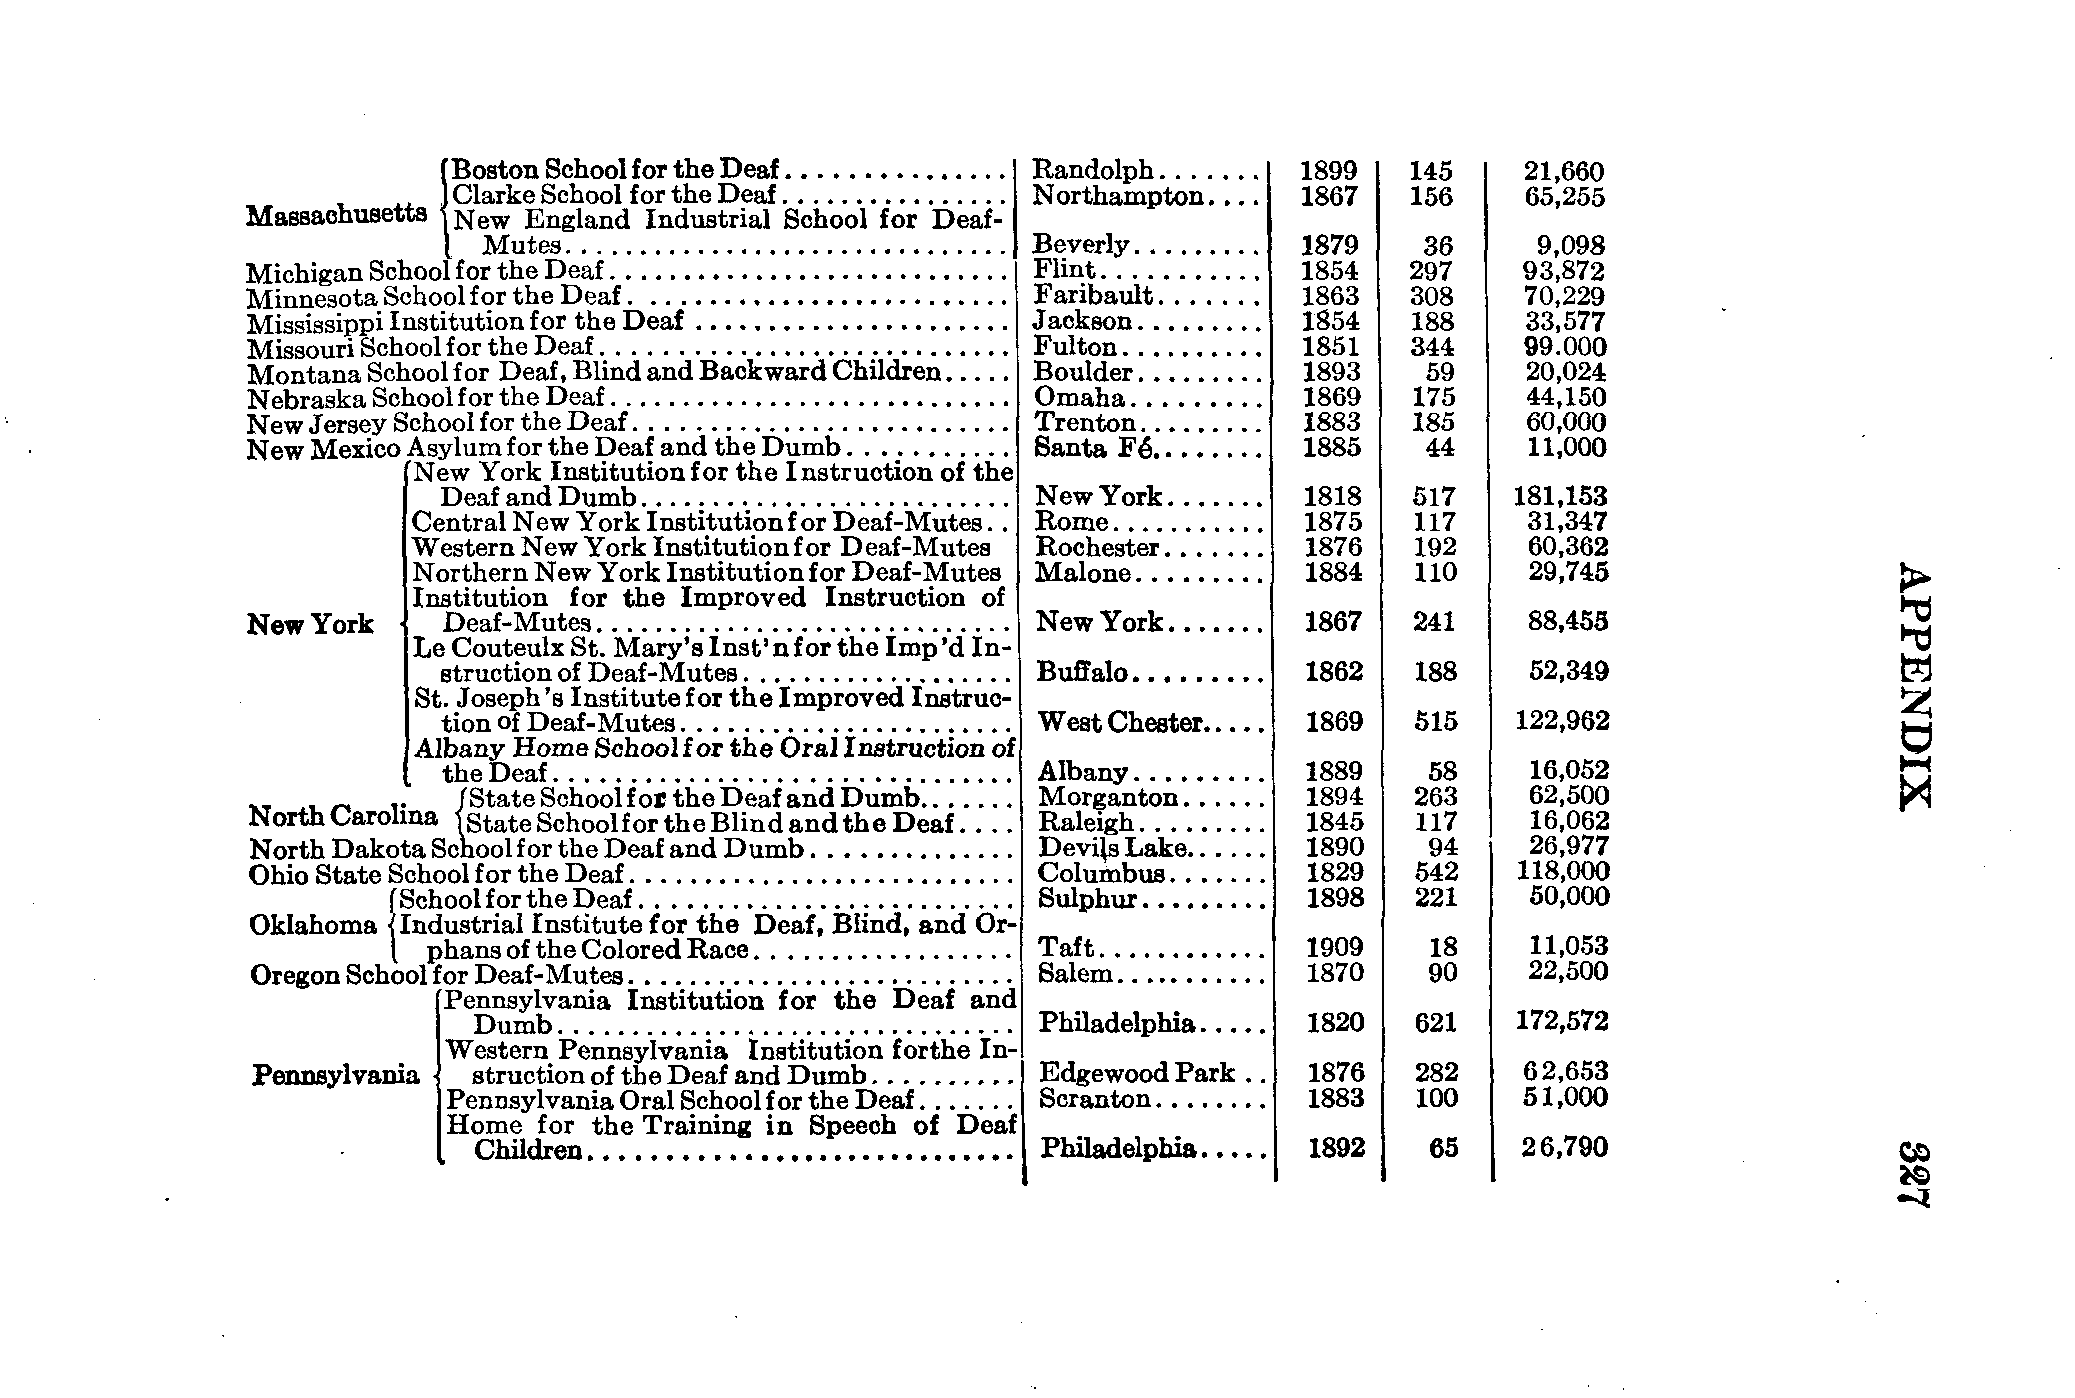 Massachusetts
Boston School for the Deaf............... Randolph....... 1899 145 21,660
Clarke School for the Deaf................ Northampton.... 1867 156 65,255
New England Industrial School for Deaf-
Mutes............................. Beverly......... 1879 36 9,098
Michigan School for the Deaf.......................... Flint........... 1854 297 93,872
Minnesota School for the Deaf......................... Faribault....... 1863 308 70,229
Mississippi Institution for the Deaf..................... Jackson......... 1854 188 33,577
Missouri School for the Deaf........................... Fulton.......... 1851 344 99.000
Montana School for Deaf, Blind and Backward Children..... Boulder......... 1893 59 20,024
Nebraska School for the Deaf.......................... Omaha......... 1869 175 44,150
New Jersey School for the Deaf......................... Trenton......... 1883 185 60,000
New Mexico Asylum for the Deaf and the Dumb........... Santa Fé........ 1885 44 11,000
New York
New York Institution for the Instruction of the
Deaf and Dumb........................ New York....... 1818 517 181,153
Central New York Institution for Deaf-Mutes.. Rome........... 1875 117 31,347
Western New York Institution for Deaf-Mutes Rochester....... 1876 192 60,362
Northern New York Institution for Deaf-Mutes Malone......... 1884 110 29,745
Institution for the Improved Instruction of
Deaf-Mutes........................... New York....... 1867 241 88,455
Le Couteulx St. Mary's Inst'n for the Imp'd In-
struction of Deaf-Mutes.................. Buffalo......... 1862 188 52,349
St. Joseph's Institute for the Improved Instruc-
tion of Deaf-Mutes...................... West Chester..... 1869 515 122,962
Albany Home School for the Oral Instruction of
the Deaf.............................. Albany......... 1889 58 16,052
North Carolina
State School for the Deaf and Dumb....... Morganton...... 1894 263 62,500
State School for the Blind and the Deaf.... Raleigh......... 1845 117 16,062
North Dakota School for the Deaf and Dumb.............. Devils Lake...... 1890 94 26,977
Ohio State School for the Deaf......................... Columbus....... 1829 542 118,000
Oklahoma
School for the Deaf........................ Sulphur......... 1898 221 50,000
Industrial Institute for the Deaf, Blind, and Or-
phans of the Colored Race................. Taft............ 1909 18 11,053
Oregon School for Deaf-Mutes......................... Salem........... 1870 90 22,500
Pennsylvania
Pennsylvania Institution for the Deaf and
Dumb.............................. Philadelphia..... 1820 621 172,572
Western Pennsylvania Institution for the In-
struction of the Deaf and Dumb.......... Edgewood Park .. 1876 282 62,653
Pennsylvania Oral School for the Deaf....... Scranton........ 1883 100 51,000
Home for the Training in Speech of Deaf
Children............................ Philadelphia..... 1892 65 26,790
APPENDIX
327